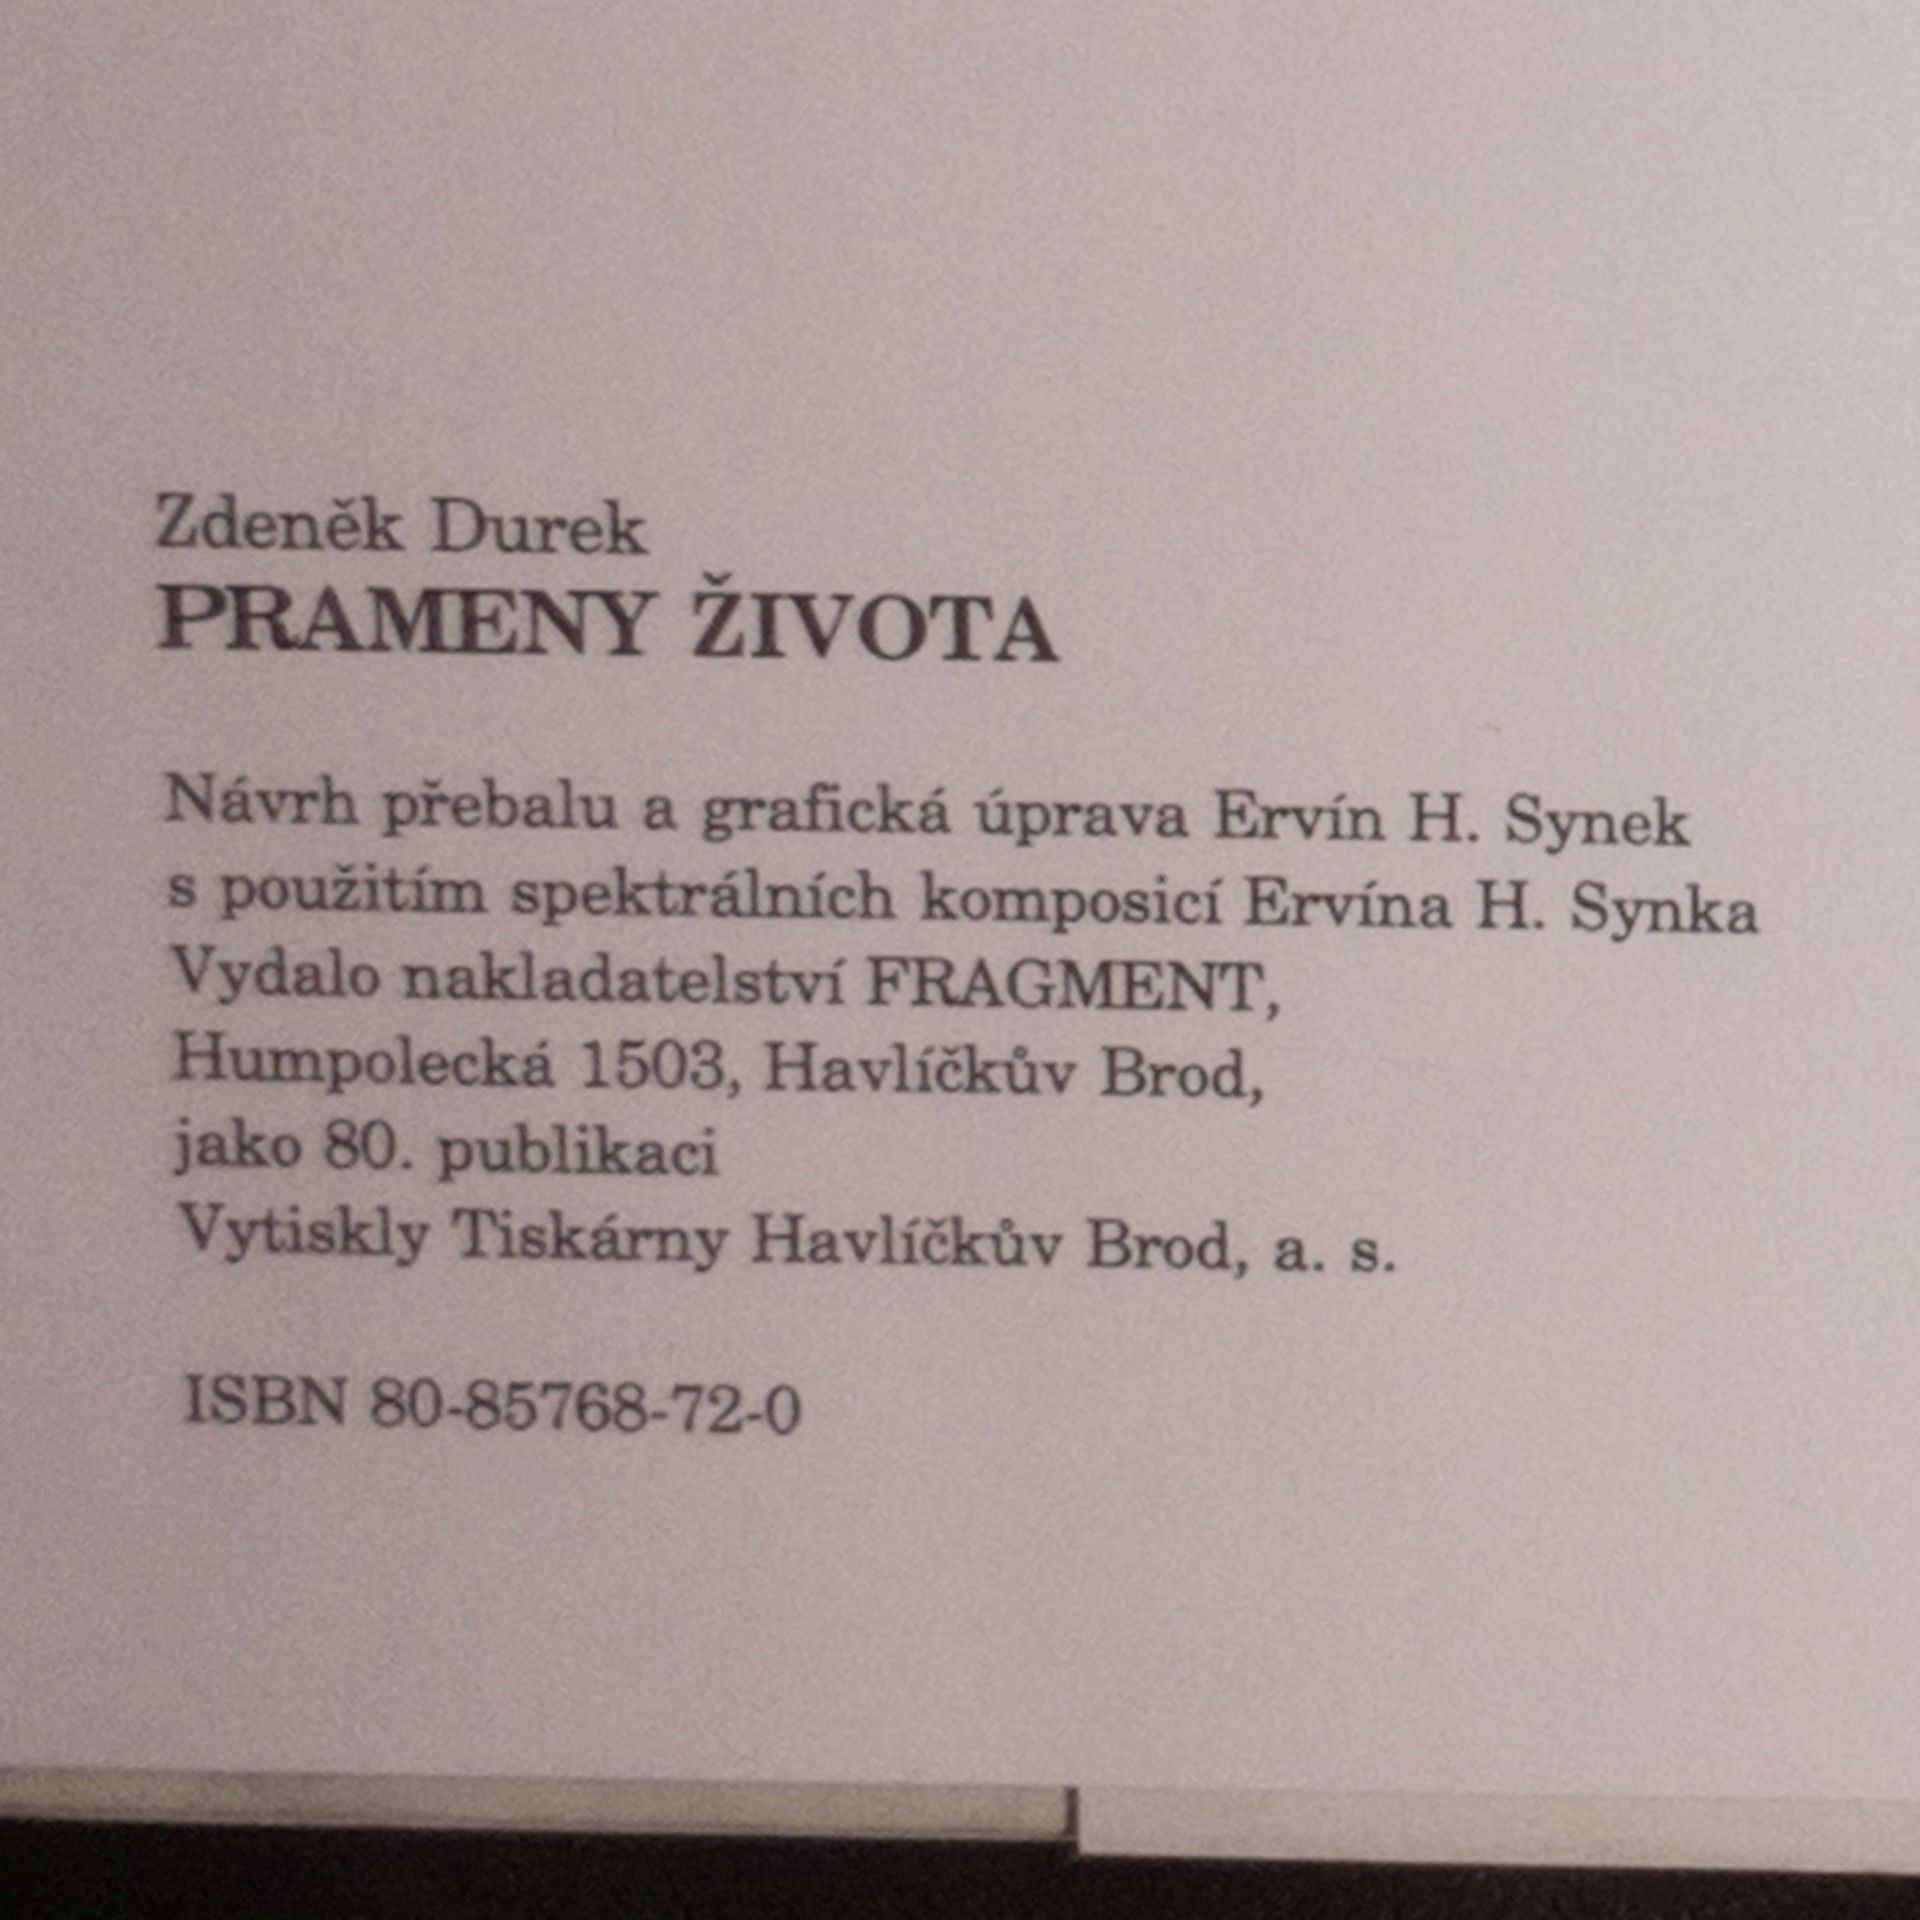 Zdeněk Durek
PRAMENY ŽIVOTA
Návrh přebalu a grafická úprava Ervín H. Synek
s použitím spektrálních komposicí Ervína H. Synka
Vydalo nakladatelství FRAGMENT,
Humpolecká 1503, Havlíčkův Brod,
jako 80. publikaci
Vytiskly Tiskárny Havlíčkův Brod, a. s.
ISBN 80-85768-72-0